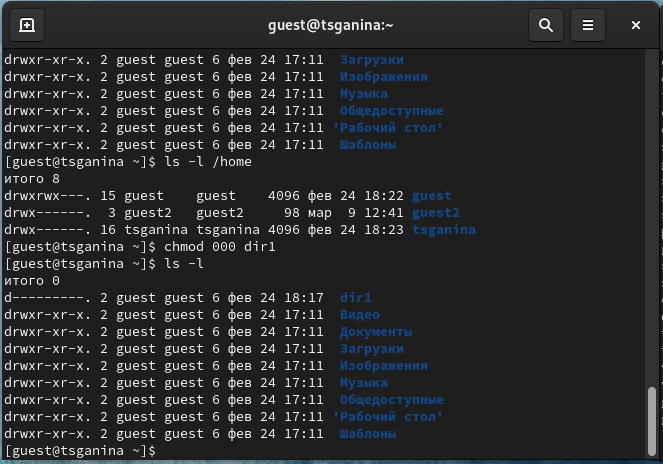 guest@tsganina:~
drwxr-xr-x. 2 guest guest 6 фев 24 17:11  Загрузки
drwxr-xr-x. 2 guest guest 6 фев 24 17:11  Изображения
drwxr-xr-x. 2 guest guest 6 фев 24 17:11  Музыка
drwxr-xr-x. 2 guest guest 6 фев 24 17:11  Общедоступные
drwxr-xr-x. 2 guest guest 6 фев 24 17:11 'Рабочий стол'
drwxr-xr-x. 2 guest guest 6 фев 24 17:11  Шаблоны
[guest@tsganina ~]$ ls -l /home
итого 8
drwxrwx---. 15 guest    guest    4096 фев 24 18:22 guest
drwx------.  3 guest2   guest2     98 мар  9 12:41 guest2
drwx------. 16 tsganina tsganina 4096 фев 24 18:23 tsganina
[guest@tsganina ~]$ chmod 000 dir1
[guest@tsganina ~]$ ls -l
итого 0
d---------. 2 guest guest 6 фев 24 18:17  dir1
drwxr-xr-x. 2 guest guest 6 фев 24 17:11  Видео
drwxr-xr-x. 2 guest guest 6 фев 24 17:11  Документы
drwxr-xr-x. 2 guest guest 6 фев 24 17:11  Загрузки
drwxr-xr-x. 2 guest guest 6 фев 24 17:11  Изображения
drwxr-xr-x. 2 guest guest 6 фев 24 17:11  Музыка
drwxr-xr-x. 2 guest guest 6 фев 24 17:11  Общедоступные
drwxr-xr-x. 2 guest guest 6 фев 24 17:11 'Рабочий стол'
drwxr-xr-x. 2 guest guest 6 фев 24 17:11  Шаблоны
[guest@tsganina ~]$